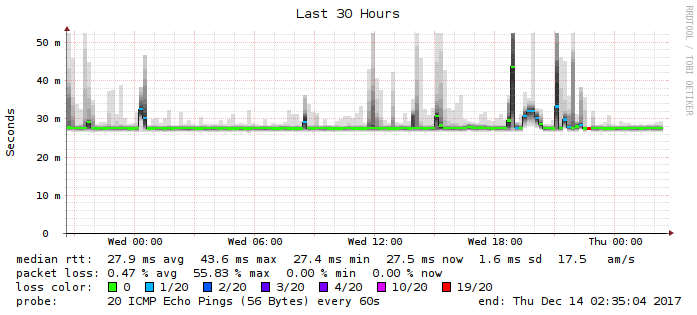 Last 30 Hours
RRDTOOL / TOBI OETIKER
Seconds
50 m
40 m
30 m
20 m
10 m
0
Wed 00:00 Wed 06:00 Wed 12:00 Wed 18:00 Thu 00:00
median rtt: 27.9 ms avg 43.6 ms max 27.4 ms min 27.5 ms now 1.6 ms sd 17.5 am/s
packet loss: 0.47 % avg 55.83 % max 0.00 % min 0.00 % now
loss color: 0 1/20 2/20 3/20 4/20 10/20 19/20
probe: 20 ICMP Echo Pings (56 Bytes) every 60s end: Thu Dec 14 02:35:04 2017